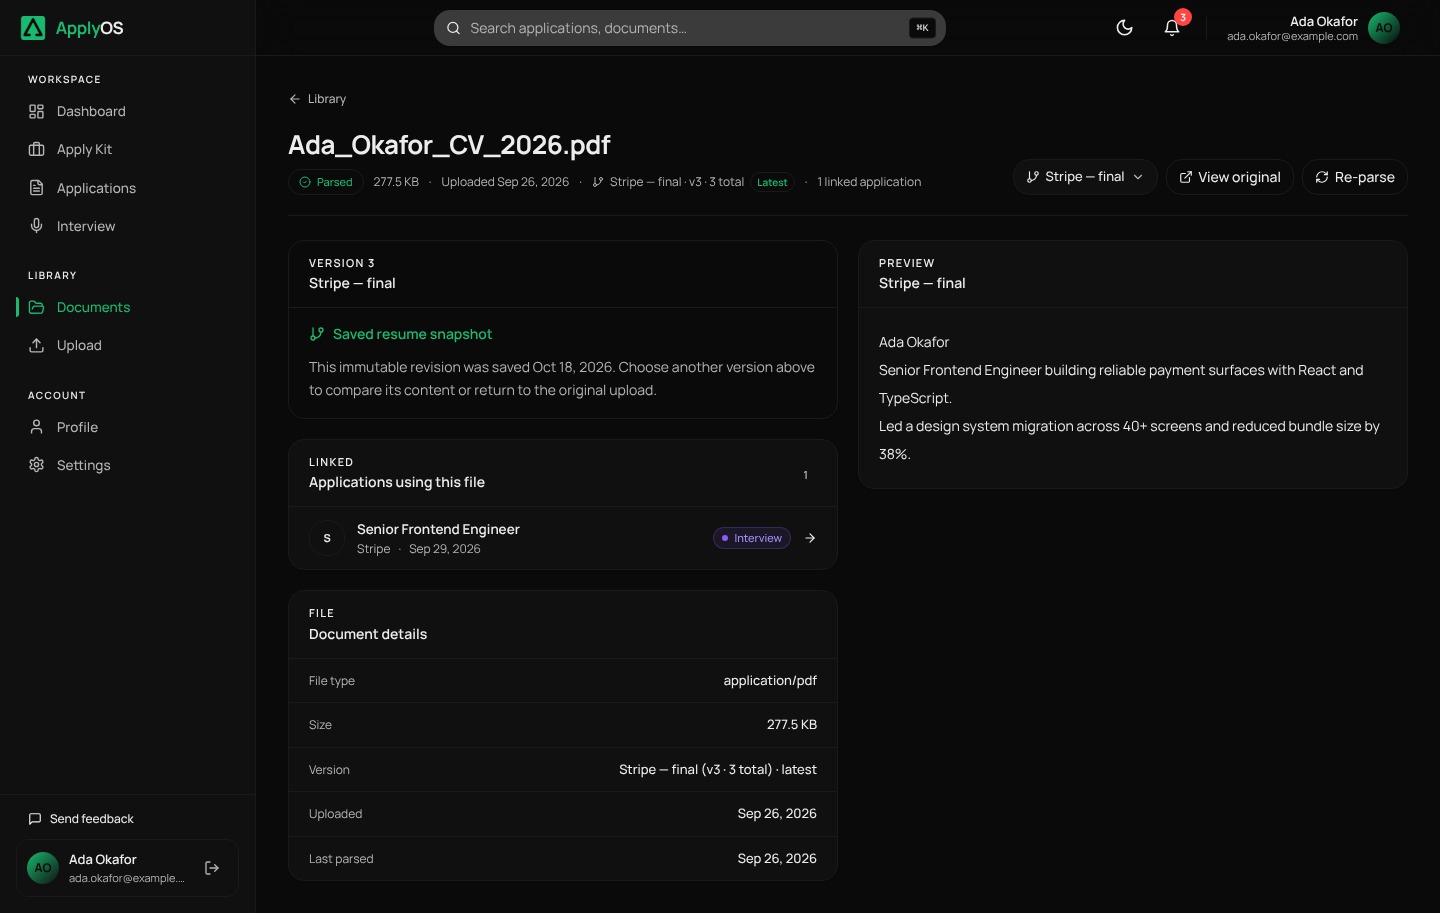 ApplyOS
Search applications, documents...
⌘K
3
Ada Okafor
ada.okafor@example.com
AO
WORKSPACE
Dashboard
Apply Kit
Applications
Interview
LIBRARY
Documents
Upload
ACCOUNT
Profile
Settings
Send feedback
AO
Ada Okafor
ada.okafor@example....
Library
Ada_Okafor_CV_2026.pdf
Parsed 277.5 KB · Uploaded Sep 26, 2026 · Stripe — final · v3 · 3 total Latest · 1 linked application
Stripe — final
View original
Re-parse
VERSION 3
Stripe — final
Saved resume snapshot
This immutable revision was saved Oct 18, 2026. Choose another version above
to compare its content or return to the original upload.
LINKED
Applications using this file
1
S
Senior Frontend Engineer
Stripe · Sep 29, 2026
Interview
FILE
Document details
File type application/pdf
Size 277.5 KB
Version Stripe — final (v3 · 3 total) · latest
Uploaded Sep 26, 2026
Last parsed Sep 26, 2026
PREVIEW
Stripe — final
Ada Okafor
Senior Frontend Engineer building reliable payment surfaces with React and
TypeScript.
Led a design system migration across 40+ screens and reduced bundle size by
38%.